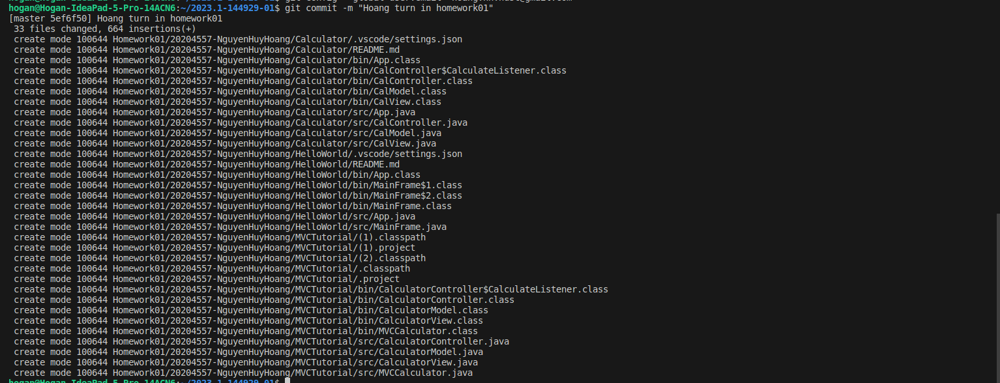 hogan@Hogan-IdeaPad-5-Pro-14ACN6:~/2023.1-144929-01$ git commit -m "Hoang turn in homework01"
[master 5ef6f50] Hoang turn in homework01
 33 files changed, 664 insertions(+)
 create mode 100644 Homework01/20204557-NguyenHuyHoang/Calculator/.vscode/settings.json
 create mode 100644 Homework01/20204557-NguyenHuyHoang/Calculator/README.md
 create mode 100644 Homework01/20204557-NguyenHuyHoang/Calculator/bin/App.class
 create mode 100644 Homework01/20204557-NguyenHuyHoang/Calculator/bin/CalController$CalculateListener.class
 create mode 100644 Homework01/20204557-NguyenHuyHoang/Calculator/bin/CalController.class
 create mode 100644 Homework01/20204557-NguyenHuyHoang/Calculator/bin/CalModel.class
 create mode 100644 Homework01/20204557-NguyenHuyHoang/Calculator/bin/CalView.class
 create mode 100644 Homework01/20204557-NguyenHuyHoang/Calculator/src/App.java
 create mode 100644 Homework01/20204557-NguyenHuyHoang/Calculator/src/CalController.java
 create mode 100644 Homework01/20204557-NguyenHuyHoang/Calculator/src/CalModel.java
 create mode 100644 Homework01/20204557-NguyenHuyHoang/Calculator/src/CalView.java
 create mode 100644 Homework01/20204557-NguyenHuyHoang/HelloWorld/.vscode/settings.json
 create mode 100644 Homework01/20204557-NguyenHuyHoang/HelloWorld/README.md
 create mode 100644 Homework01/20204557-NguyenHuyHoang/HelloWorld/bin/App.class
 create mode 100644 Homework01/20204557-NguyenHuyHoang/HelloWorld/bin/MainFrame$1.class
 create mode 100644 Homework01/20204557-NguyenHuyHoang/HelloWorld/bin/MainFrame$2.class
 create mode 100644 Homework01/20204557-NguyenHuyHoang/HelloWorld/bin/MainFrame.class
 create mode 100644 Homework01/20204557-NguyenHuyHoang/HelloWorld/src/App.java
 create mode 100644 Homework01/20204557-NguyenHuyHoang/HelloWorld/src/MainFrame.java
 create mode 100644 Homework01/20204557-NguyenHuyHoang/MVCTutorial/(1).classpath
 create mode 100644 Homework01/20204557-NguyenHuyHoang/MVCTutorial/(1).project
 create mode 100644 Homework01/20204557-NguyenHuyHoang/MVCTutorial/(2).classpath
 create mode 100644 Homework01/20204557-NguyenHuyHoang/MVCTutorial/.classpath
 create mode 100644 Homework01/20204557-NguyenHuyHoang/MVCTutorial/.project
 create mode 100644 Homework01/20204557-NguyenHuyHoang/MVCTutorial/bin/CalculatorController$CalculateListener.class
 create mode 100644 Homework01/20204557-NguyenHuyHoang/MVCTutorial/bin/CalculatorController.class
 create mode 100644 Homework01/20204557-NguyenHuyHoang/MVCTutorial/bin/CalculatorModel.class
 create mode 100644 Homework01/20204557-NguyenHuyHoang/MVCTutorial/bin/CalculatorView.class
 create mode 100644 Homework01/20204557-NguyenHuyHoang/MVCTutorial/bin/MVCCalculator.class
 create mode 100644 Homework01/20204557-NguyenHuyHoang/MVCTutorial/src/CalculatorController.java
 create mode 100644 Homework01/20204557-NguyenHuyHoang/MVCTutorial/src/CalculatorModel.java
 create mode 100644 Homework01/20204557-NguyenHuyHoang/MVCTutorial/src/CalculatorView.java
 create mode 100644 Homework01/20204557-NguyenHuyHoang/MVCTutorial/src/MVCCalculator.java
hogan@Hogan-IdeaPad-5-Pro-14ACN6:~/2023.1-144929-01$